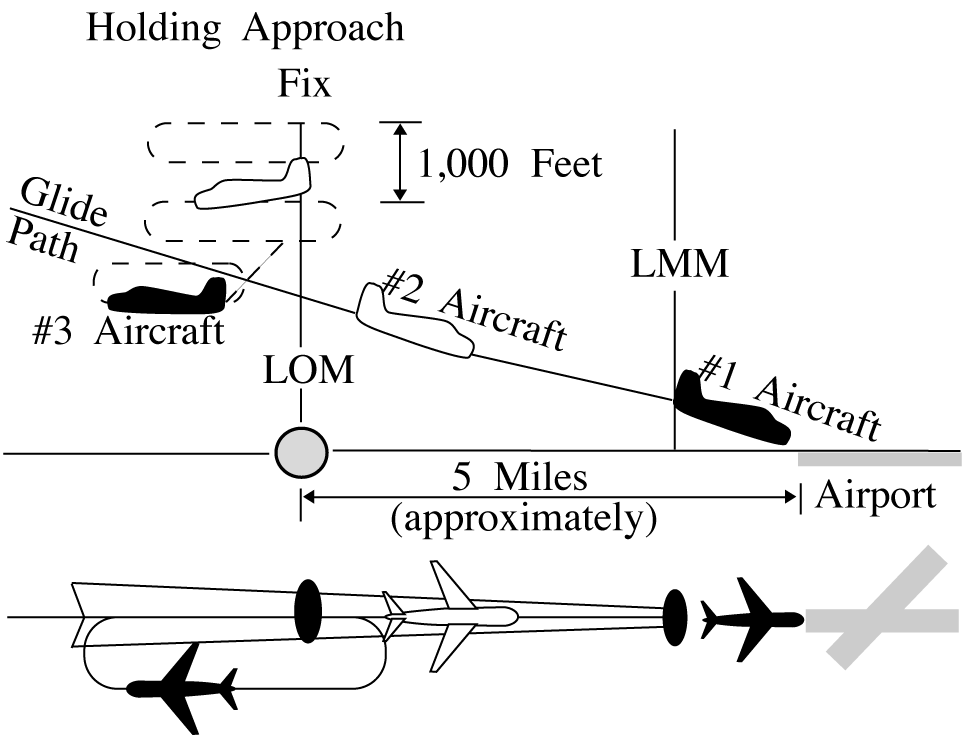 Holding Approach
Fix
1,000 Feet
Glide
Path
LMM
#2 Aircraft
#3 Aircraft
LOM
#1 Aircraft
5 Miles
(approximately)
Airport